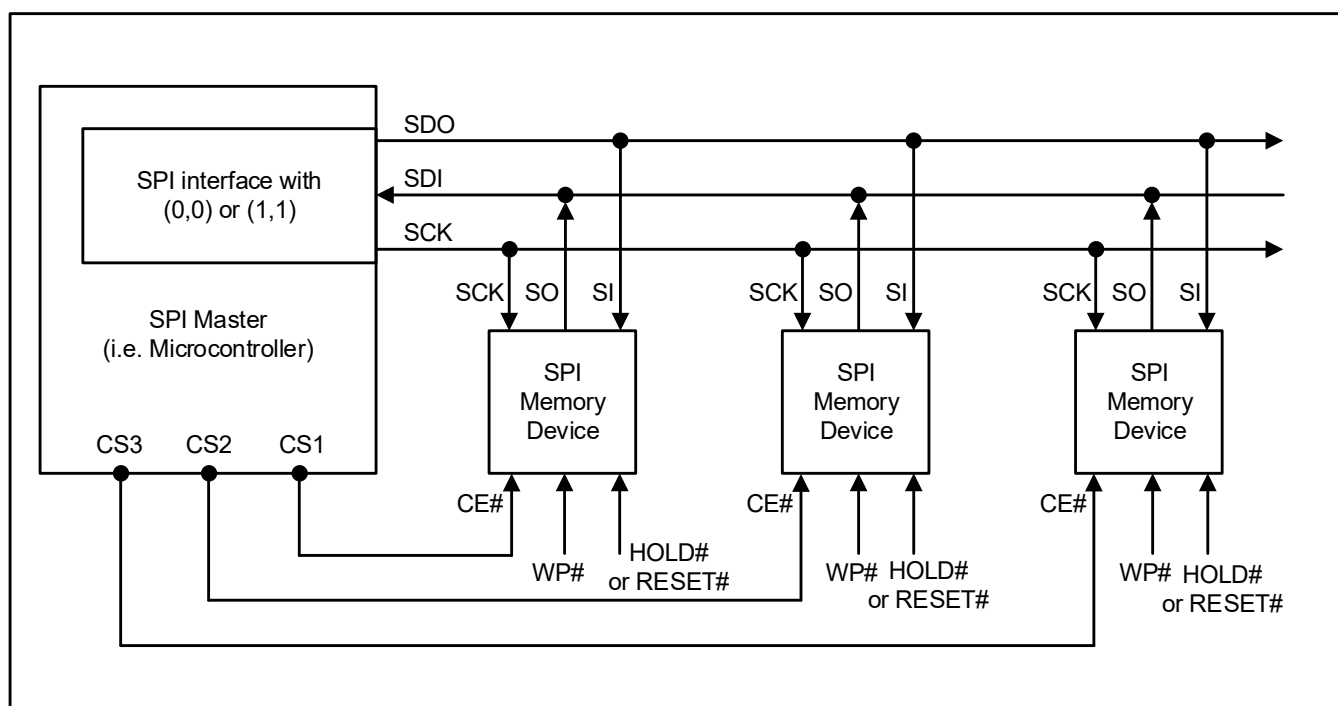 SDO
SPI interface with
(0,0) or (1,1)
SDI
SCK
SCK SO SI
SCK SO SI
SCK SO SI
SPI Master
(i.e. Microcontroller)
SPI
Memory
Device
SPI
Memory
Device
SPI
Memory
Device
CS3 CS2 CS1
CE#
CE#
CE#
WP#
HOLD#
or RESET#
WP#
HOLD#
or RESET#
WP#
HOLD#
or RESET#